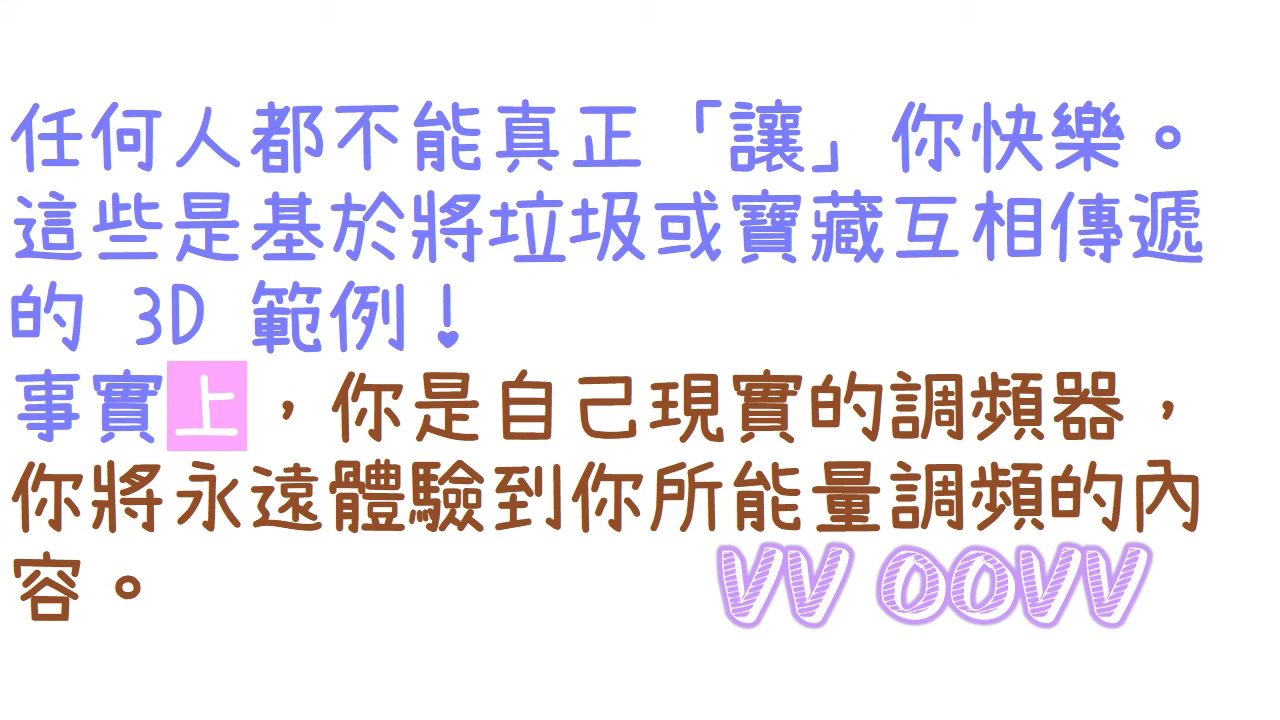 任何人都不能真正「讓」你快樂。
這些是基於將垃圾或寶藏互相傳遞
的 3D 範例！
事實上，你是自己現實的調頻器，
你將永遠體驗到你所能量調頻的內
容。
VV OOVV